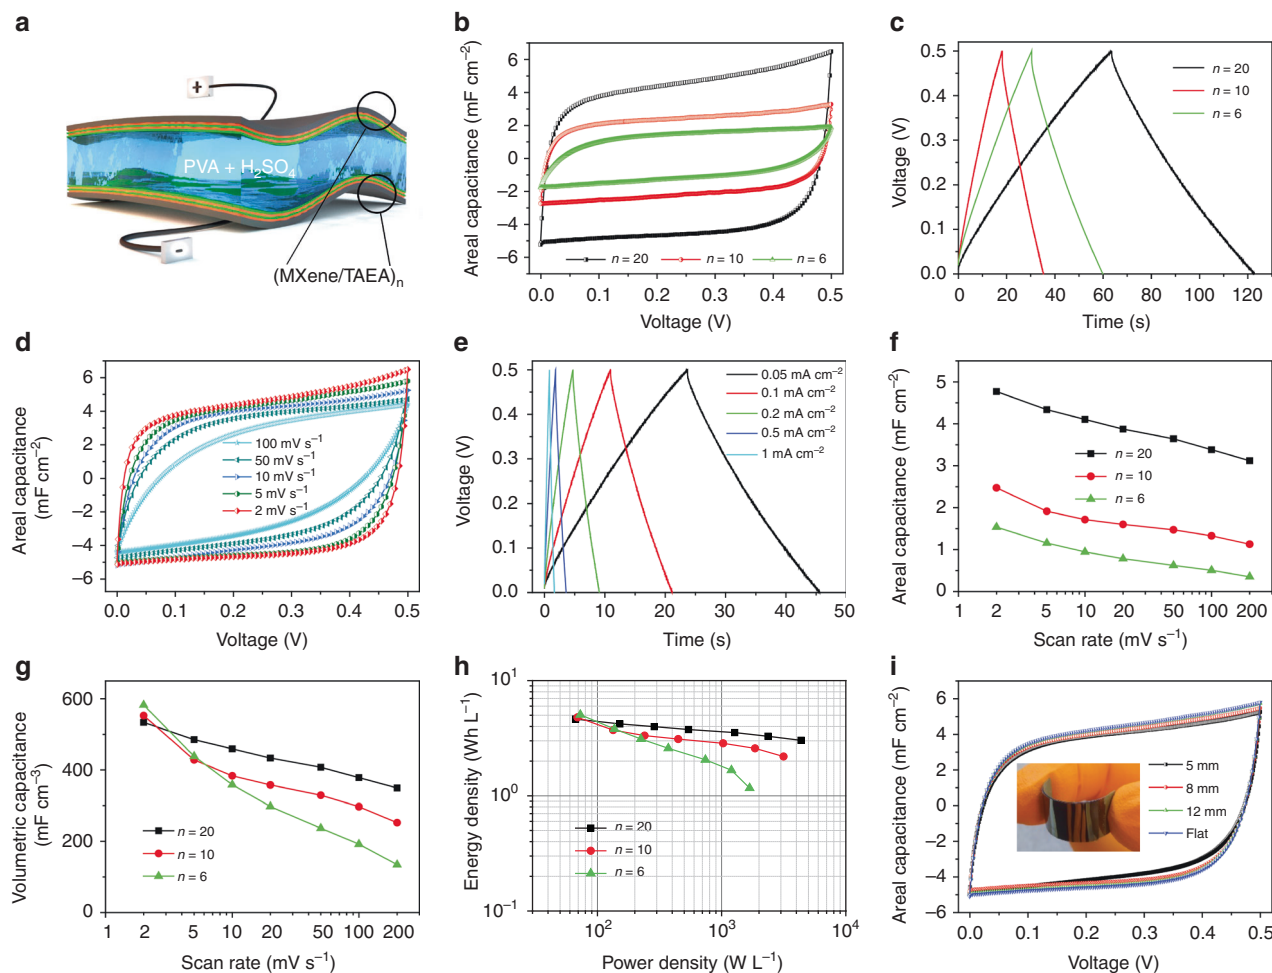 a
+
PVA + H₂SO₄
-
(MXene/TAEA)ₙ
b
Areal capacitance (mF cm⁻²)
6
4
2
0
−2
−4
−6
n = 20
n = 10
n = 6
0.0
0.1
0.2
0.3
0.4
0.5
Voltage (V)
c
Voltage (V)
0.5
0.4
0.3
0.2
0.1
0.0
n = 20
n = 10
n = 6
0
20
40
60
80
100
120
Time (s)
d
Areal capacitance
(mF cm⁻²)
6
4
2
0
−2
−4
−6
100 mV s⁻¹
50 mV s⁻¹
10 mV s⁻¹
5 mV s⁻¹
2 mV s⁻¹
0.0
0.1
0.2
0.3
0.4
0.5
Voltage (V)
e
Voltage (V)
0.5
0.4
0.3
0.2
0.1
0.0
0.05 mA cm⁻²
0.1 mA cm⁻²
0.2 mA cm⁻²
0.5 mA cm⁻²
1 mA cm⁻²
0
10
20
30
40
50
Time (s)
f
Areal capacitance (mF cm⁻²)
5
4
3
2
1
0
n = 20
n = 10
n = 6
1
2
5
10
20
50
100
200
Scan rate (mV s⁻¹)
g
Volumetric capacitance
(mF cm⁻³)
600
400
200
0
n = 20
n = 10
n = 6
1
2
5
10
20
50
100
200
Scan rate (mV s⁻¹)
h
Energy density (Wh L⁻¹)
10¹
10⁰
10⁻¹
n = 20
n = 10
n = 6
10²
10³
10⁴
Power density (W L⁻¹)
i
Areal capacitance (mF cm⁻²)
6
4
2
0
−2
−4
−6
5 mm
8 mm
12 mm
Flat
0.0
0.1
0.2
0.3
0.4
0.5
Voltage (V)